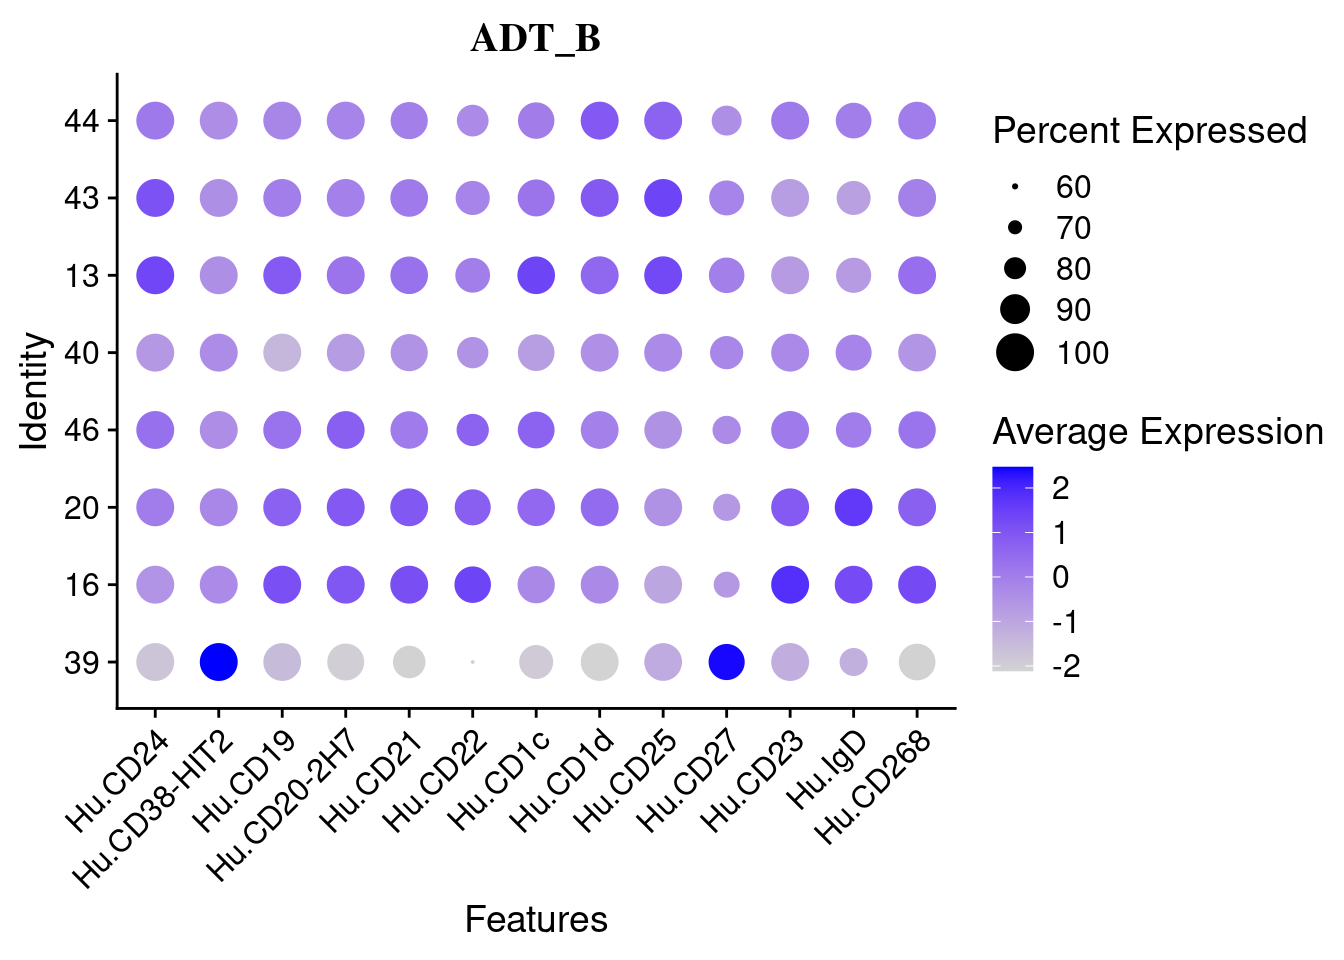 ADT_B
Identity
44
43
13
40
46
20
16
39
Hu.CD24
Hu.CD38-HIT2
Hu.CD19
Hu.CD20-2H7
Hu.CD21
Hu.CD22
Hu.CD1c
Hu.CD1d
Hu.CD25
Hu.CD27
Hu.CD23
Hu.IgD
Hu.CD268
Features
Percent Expressed
60
70
80
90
100
Average Expression
2
1
0
-1
-2